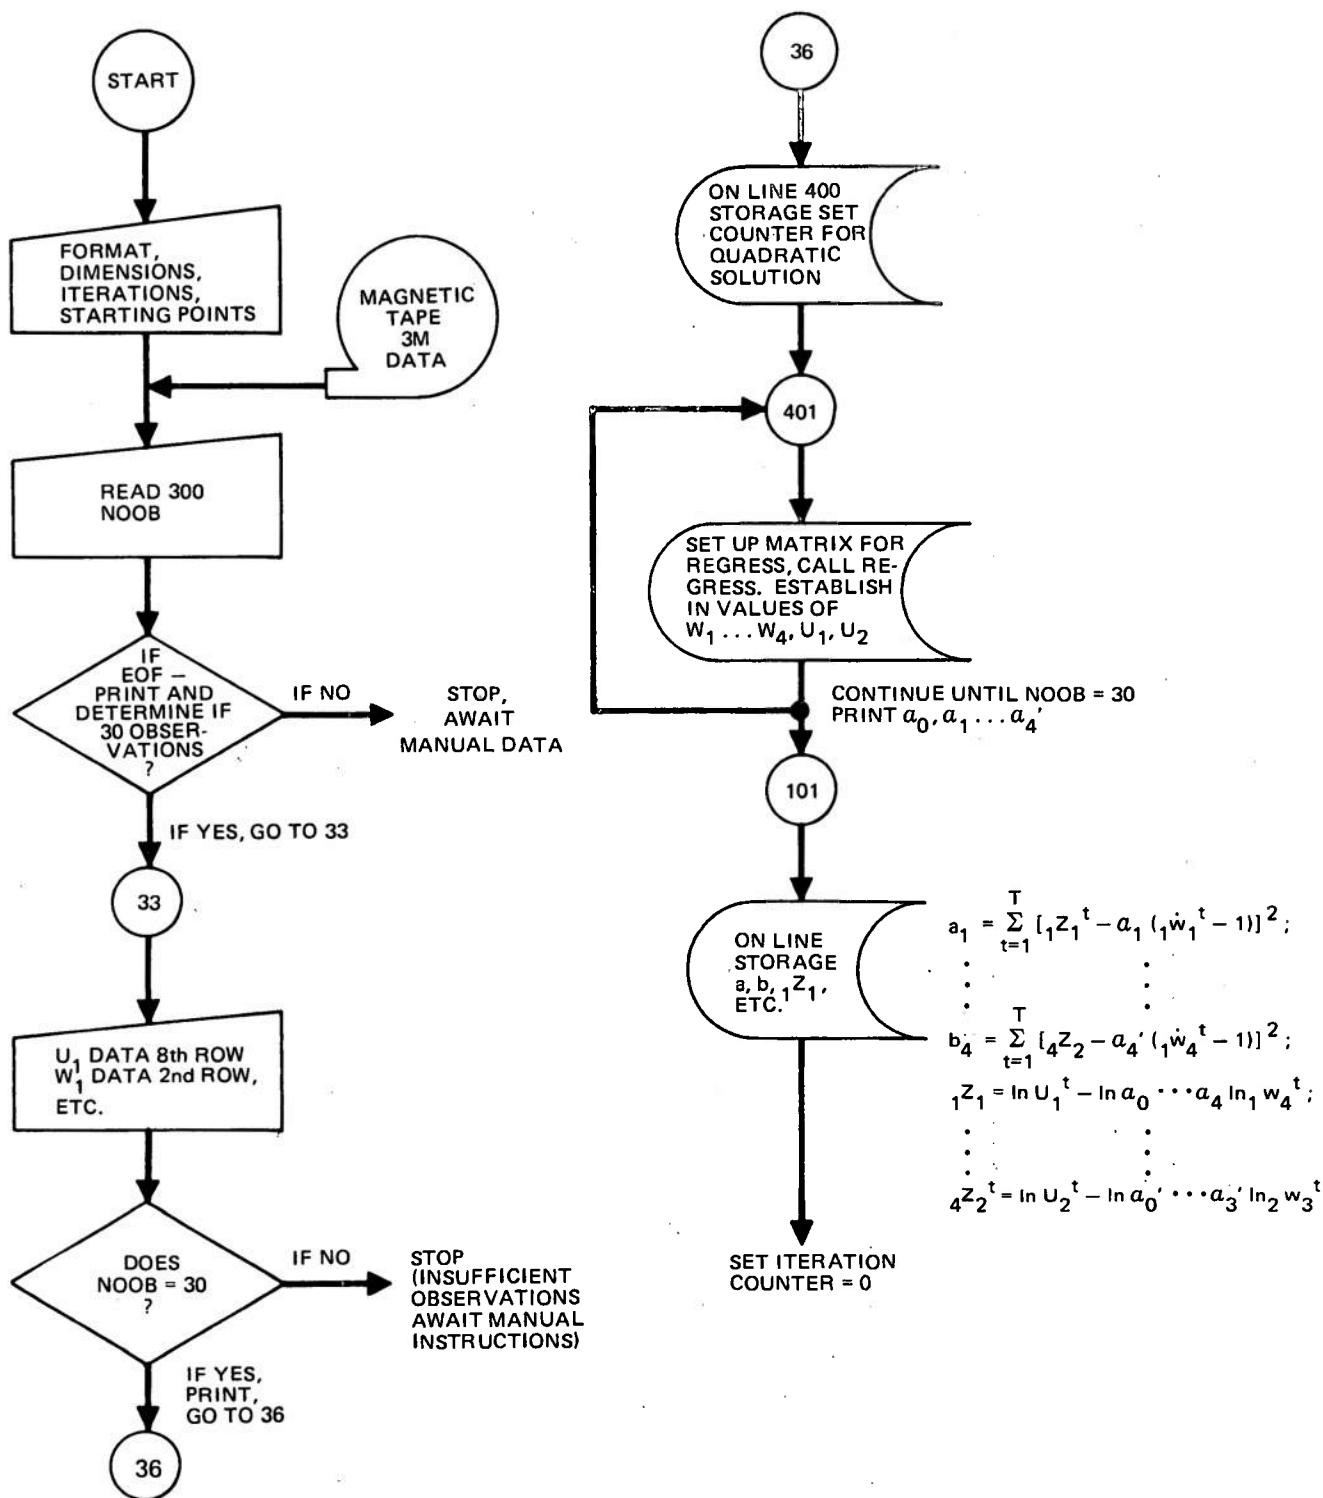 START
FORMAT,
DIMENSIONS,
ITERATIONS,
STARTING POINTS
MAGNETIC
TAPE
3M
DATA
READ 300
NOOB
IF
EOF —
PRINT AND
DETERMINE IF
30 OBSER-
VATIONS
?
IF NO
STOP,
AWAIT
MANUAL DATA
IF YES, GO TO 33
33
U₁ DATA 8th ROW
W₁ DATA 2nd ROW,
ETC.
DOES
NOOB = 30
?
IF NO
STOP
(INSUFFICIENT
OBSERVATIONS
AWAIT MANUAL
INSTRUCTIONS)
IF YES,
PRINT,
GO TO 36
36
36
ON LINE 400
STORAGE SET
COUNTER FOR
QUADRATIC
SOLUTION
401
SET UP MATRIX FOR
REGRESS, CALL RE-
GRESS. ESTABLISH
IN VALUES OF
W₁ ... W₄, U₁, U₂
CONTINUE UNTIL NOOB = 30
PRINT a₀, a₁ ... a₄′
101
ON LINE
STORAGE
a, b, ₁Z₁,
ETC.
a₁ = Σ_{t=1}^{T} [₁Z₁ᵗ − a₁ (₁ẇ₁ᵗ − 1)]² ;
b₄ = Σ_{t=1}^{T} [₄Z₂ − a₄′ (₁ẇ₄ᵗ − 1)]² ;
₁Z₁ = ln U₁ᵗ − ln a₀ ··· a₄ ln₁ w₄ᵗ ;
₄Z₂ᵗ = ln U₂ᵗ − ln a₀′ ··· a₃′ ln₂ w₃ᵗ
SET ITERATION
COUNTER = 0